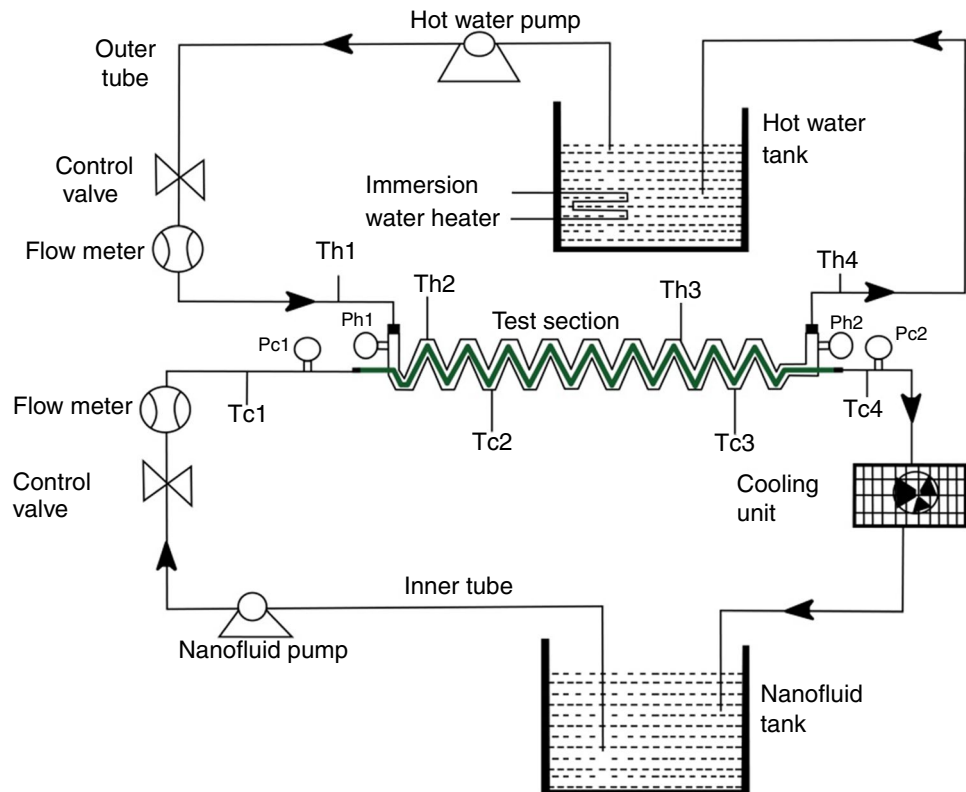 Hot water pump
Outer
tube
Hot water
tank
Control
valve
Immersion
water heater
Flow meter
Th1
Th2
Th3
Th4
Test section
Ph1
Ph2
Pc1
Pc2
Flow meter
Tc1
Tc2
Tc3
Tc4
Control
valve
Cooling
unit
Inner tube
Nanofluid pump
Nanofluid
tank